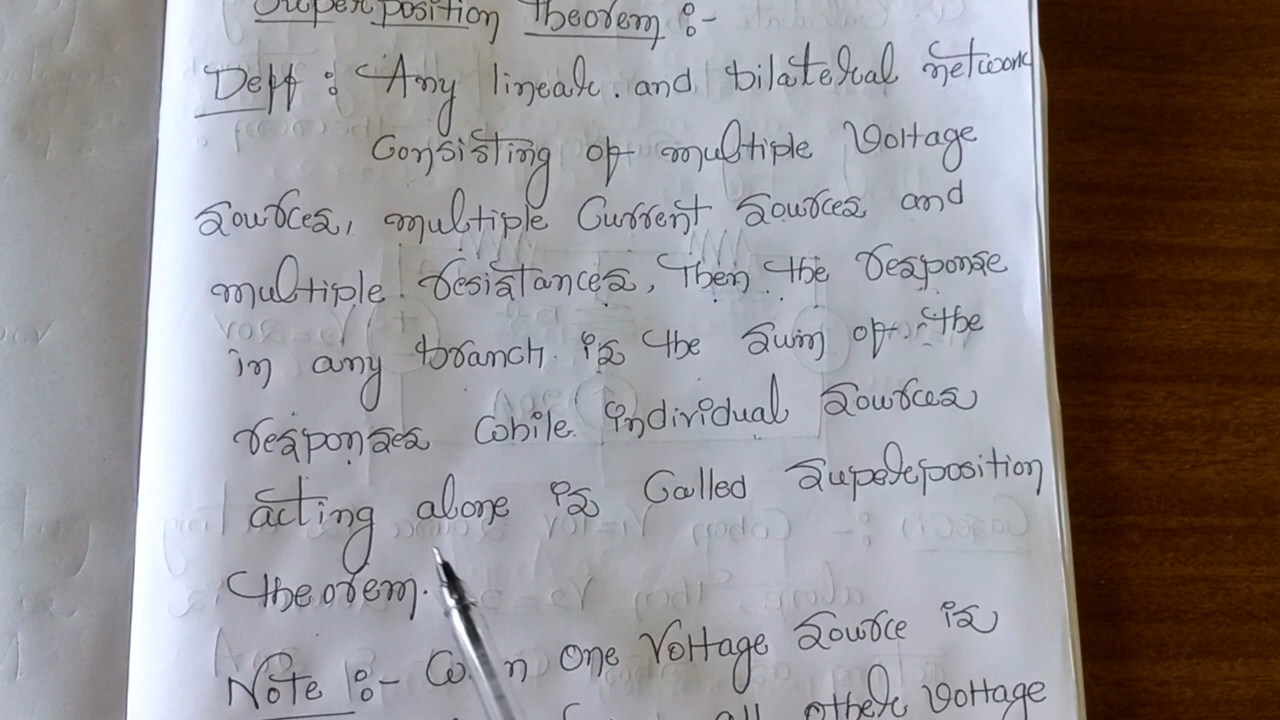 Superposition Theorem :-
Deff : Any linear and bilateral network
Consisting of multiple Voltage
Sources, multiple Current Sources and
multiple resistances, Then the response
in any branch is the sum of the
responses while individual sources
acting alone is Called Superposition
theorem.
Note :- one Voltage Source is
all other voltage